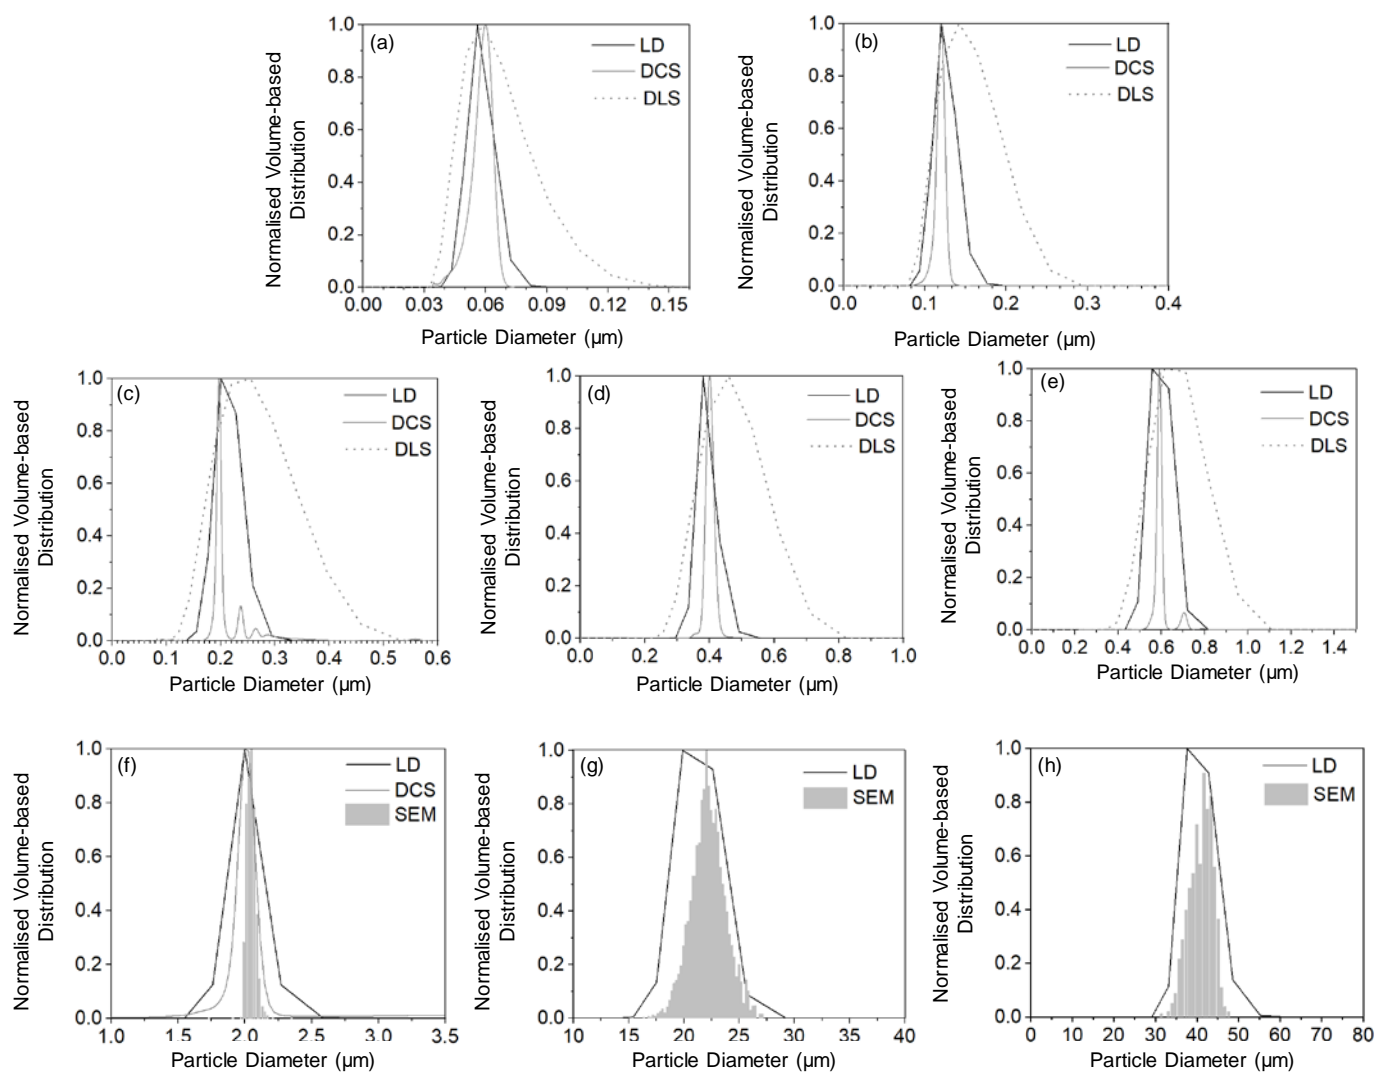 (a)
LD
DCS
DLS
1.0
0.8
0.6
0.4
0.2
0.0
0.00 0.03 0.06 0.09 0.12 0.15
Normalised Volume-based
Distribution
Particle Diameter (µm)
(b)
LD
DCS
DLS
1.0
0.8
0.6
0.4
0.2
0.0
0.0 0.1 0.2 0.3 0.4
Normalised Volume-based
Distribution
Particle Diameter (µm)
(c)
LD
DCS
DLS
1.0
0.8
0.6
0.4
0.2
0.0
0.0 0.1 0.2 0.3 0.4 0.5 0.6
Normalised Volume-based
Distribution
Particle Diameter (µm)
(d)
LD
DCS
DLS
1.0
0.8
0.6
0.4
0.2
0.0
0.0 0.2 0.4 0.6 0.8 1.0
Normalised Volume-based
Distribution
Particle Diameter (µm)
(e)
LD
DCS
DLS
1.0
0.8
0.6
0.4
0.2
0.0
0.0 0.2 0.4 0.6 0.8 1.0 1.2 1.4
Normalised Volume-based
Distribution
Particle Diameter (µm)
(f)
LD
DCS
SEM
1.0
0.8
0.6
0.4
0.2
0.0
1.0 1.5 2.0 2.5 3.0 3.5
Normalised Volume-based
Distribution
Particle Diameter (µm)
(g)
LD
SEM
1.0
0.8
0.6
0.4
0.2
0.0
10 15 20 25 30 35 40
Normalised Volume-based
Distribution
Particle Diameter (µm)
(h)
LD
SEM
1.0
0.8
0.6
0.4
0.2
0.0
0 10 20 30 40 50 60 70 80
Normalised Volume-based
Distribution
Particle Diameter (µm)